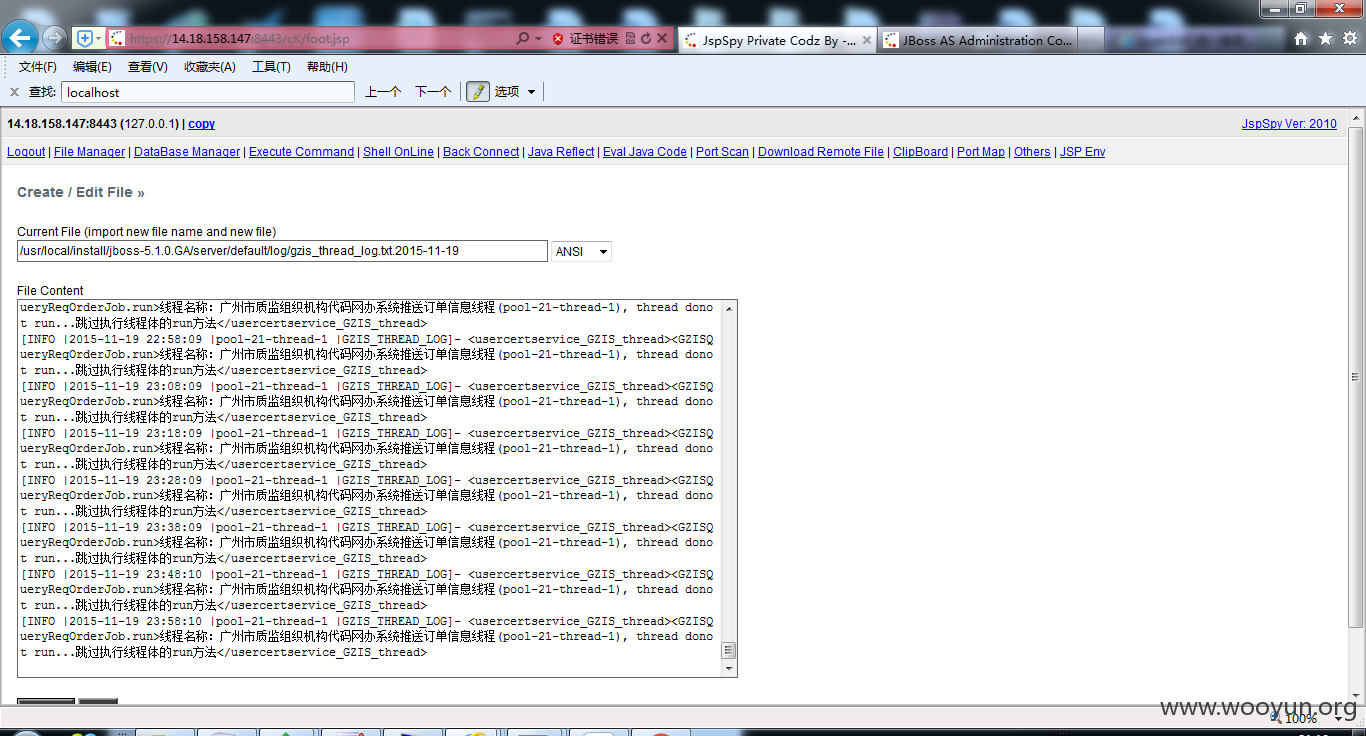 https://14.18.158.147:8443/cK/foot.jsp
证书错误
JspSpy Private Codz By -...
JBoss AS Administration Co...
文件(F) 编辑(E) 查看(V) 收藏夹(A) 工具(T) 帮助(H)
查找: localhost 上一个 下一个 选项
14.18.158.147:8443 (127.0.0.1) | copy
JspSpy Ver: 2010
Logout | File Manager | DataBase Manager | Execute Command | Shell OnLine | Back Connect | Java Reflect | Eval Java Code | Port Scan | Download Remote File | ClipBoard | Port Map | Others | JSP Env
Create / Edit File »
Current File (import new file name and new file)
/usr/local/install/jboss-5.1.0.GA/server/default/log/gzis_thread_log.txt.2015-11-19 ANSI
File Content
ueryReqOrderJob.run>线程名称：广州市质监组织机构代码网办系统推送订单信息线程(pool-21-thread-1), thread dono
t run...跳过执行线程体的run方法</usercertservice_GZIS_thread>
[INFO |2015-11-19 22:58:09 |pool-21-thread-1 |GZIS_THREAD_LOG]- <usercertservice_GZIS_thread><GZISQ
ueryReqOrderJob.run>线程名称：广州市质监组织机构代码网办系统推送订单信息线程(pool-21-thread-1), thread dono
t run...跳过执行线程体的run方法</usercertservice_GZIS_thread>
[INFO |2015-11-19 23:08:09 |pool-21-thread-1 |GZIS_THREAD_LOG]- <usercertservice_GZIS_thread><GZISQ
ueryReqOrderJob.run>线程名称：广州市质监组织机构代码网办系统推送订单信息线程(pool-21-thread-1), thread dono
t run...跳过执行线程体的run方法</usercertservice_GZIS_thread>
[INFO |2015-11-19 23:18:09 |pool-21-thread-1 |GZIS_THREAD_LOG]- <usercertservice_GZIS_thread><GZISQ
ueryReqOrderJob.run>线程名称：广州市质监组织机构代码网办系统推送订单信息线程(pool-21-thread-1), thread dono
t run...跳过执行线程体的run方法</usercertservice_GZIS_thread>
[INFO |2015-11-19 23:28:09 |pool-21-thread-1 |GZIS_THREAD_LOG]- <usercertservice_GZIS_thread><GZISQ
ueryReqOrderJob.run>线程名称：广州市质监组织机构代码网办系统推送订单信息线程(pool-21-thread-1), thread dono
t run...跳过执行线程体的run方法</usercertservice_GZIS_thread>
[INFO |2015-11-19 23:38:09 |pool-21-thread-1 |GZIS_THREAD_LOG]- <usercertservice_GZIS_thread><GZISQ
ueryReqOrderJob.run>线程名称：广州市质监组织机构代码网办系统推送订单信息线程(pool-21-thread-1), thread dono
t run...跳过执行线程体的run方法</usercertservice_GZIS_thread>
[INFO |2015-11-19 23:48:10 |pool-21-thread-1 |GZIS_THREAD_LOG]- <usercertservice_GZIS_thread><GZISQ
ueryReqOrderJob.run>线程名称：广州市质监组织机构代码网办系统推送订单信息线程(pool-21-thread-1), thread dono
t run...跳过执行线程体的run方法</usercertservice_GZIS_thread>
[INFO |2015-11-19 23:58:10 |pool-21-thread-1 |GZIS_THREAD_LOG]- <usercertservice_GZIS_thread><GZISQ
ueryReqOrderJob.run>线程名称：广州市质监组织机构代码网办系统推送订单信息线程(pool-21-thread-1), thread dono
t run...跳过执行线程体的run方法</usercertservice_GZIS_thread>
www.wooyun.org
100%